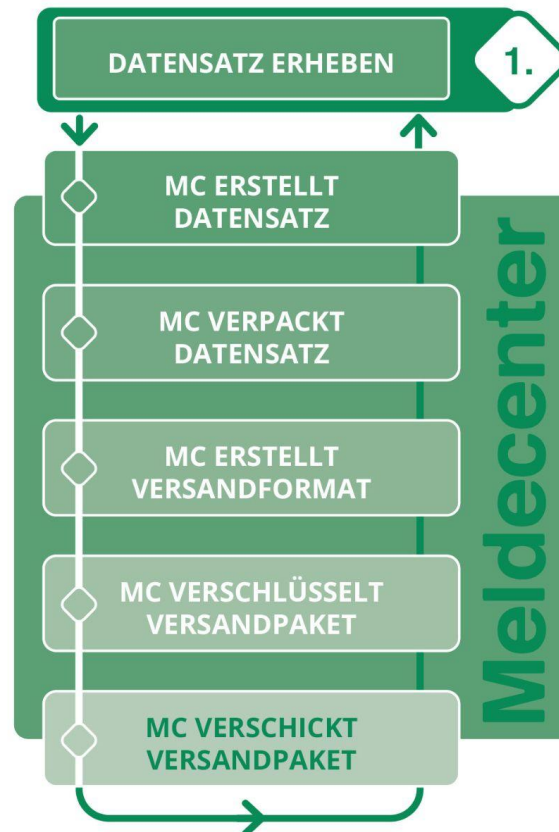 DATENSATZ ERHEBEN
1.
MC ERSTELLT
DATENSATZ
MC VERPACKT
DATENSATZ
MC ERSTELLT
VERSANDFORMAT
MC VERSCHLÜSSELT
VERSANDPAKET
MC VERSCHICKT
VERSANDPAKET
Meldecenter